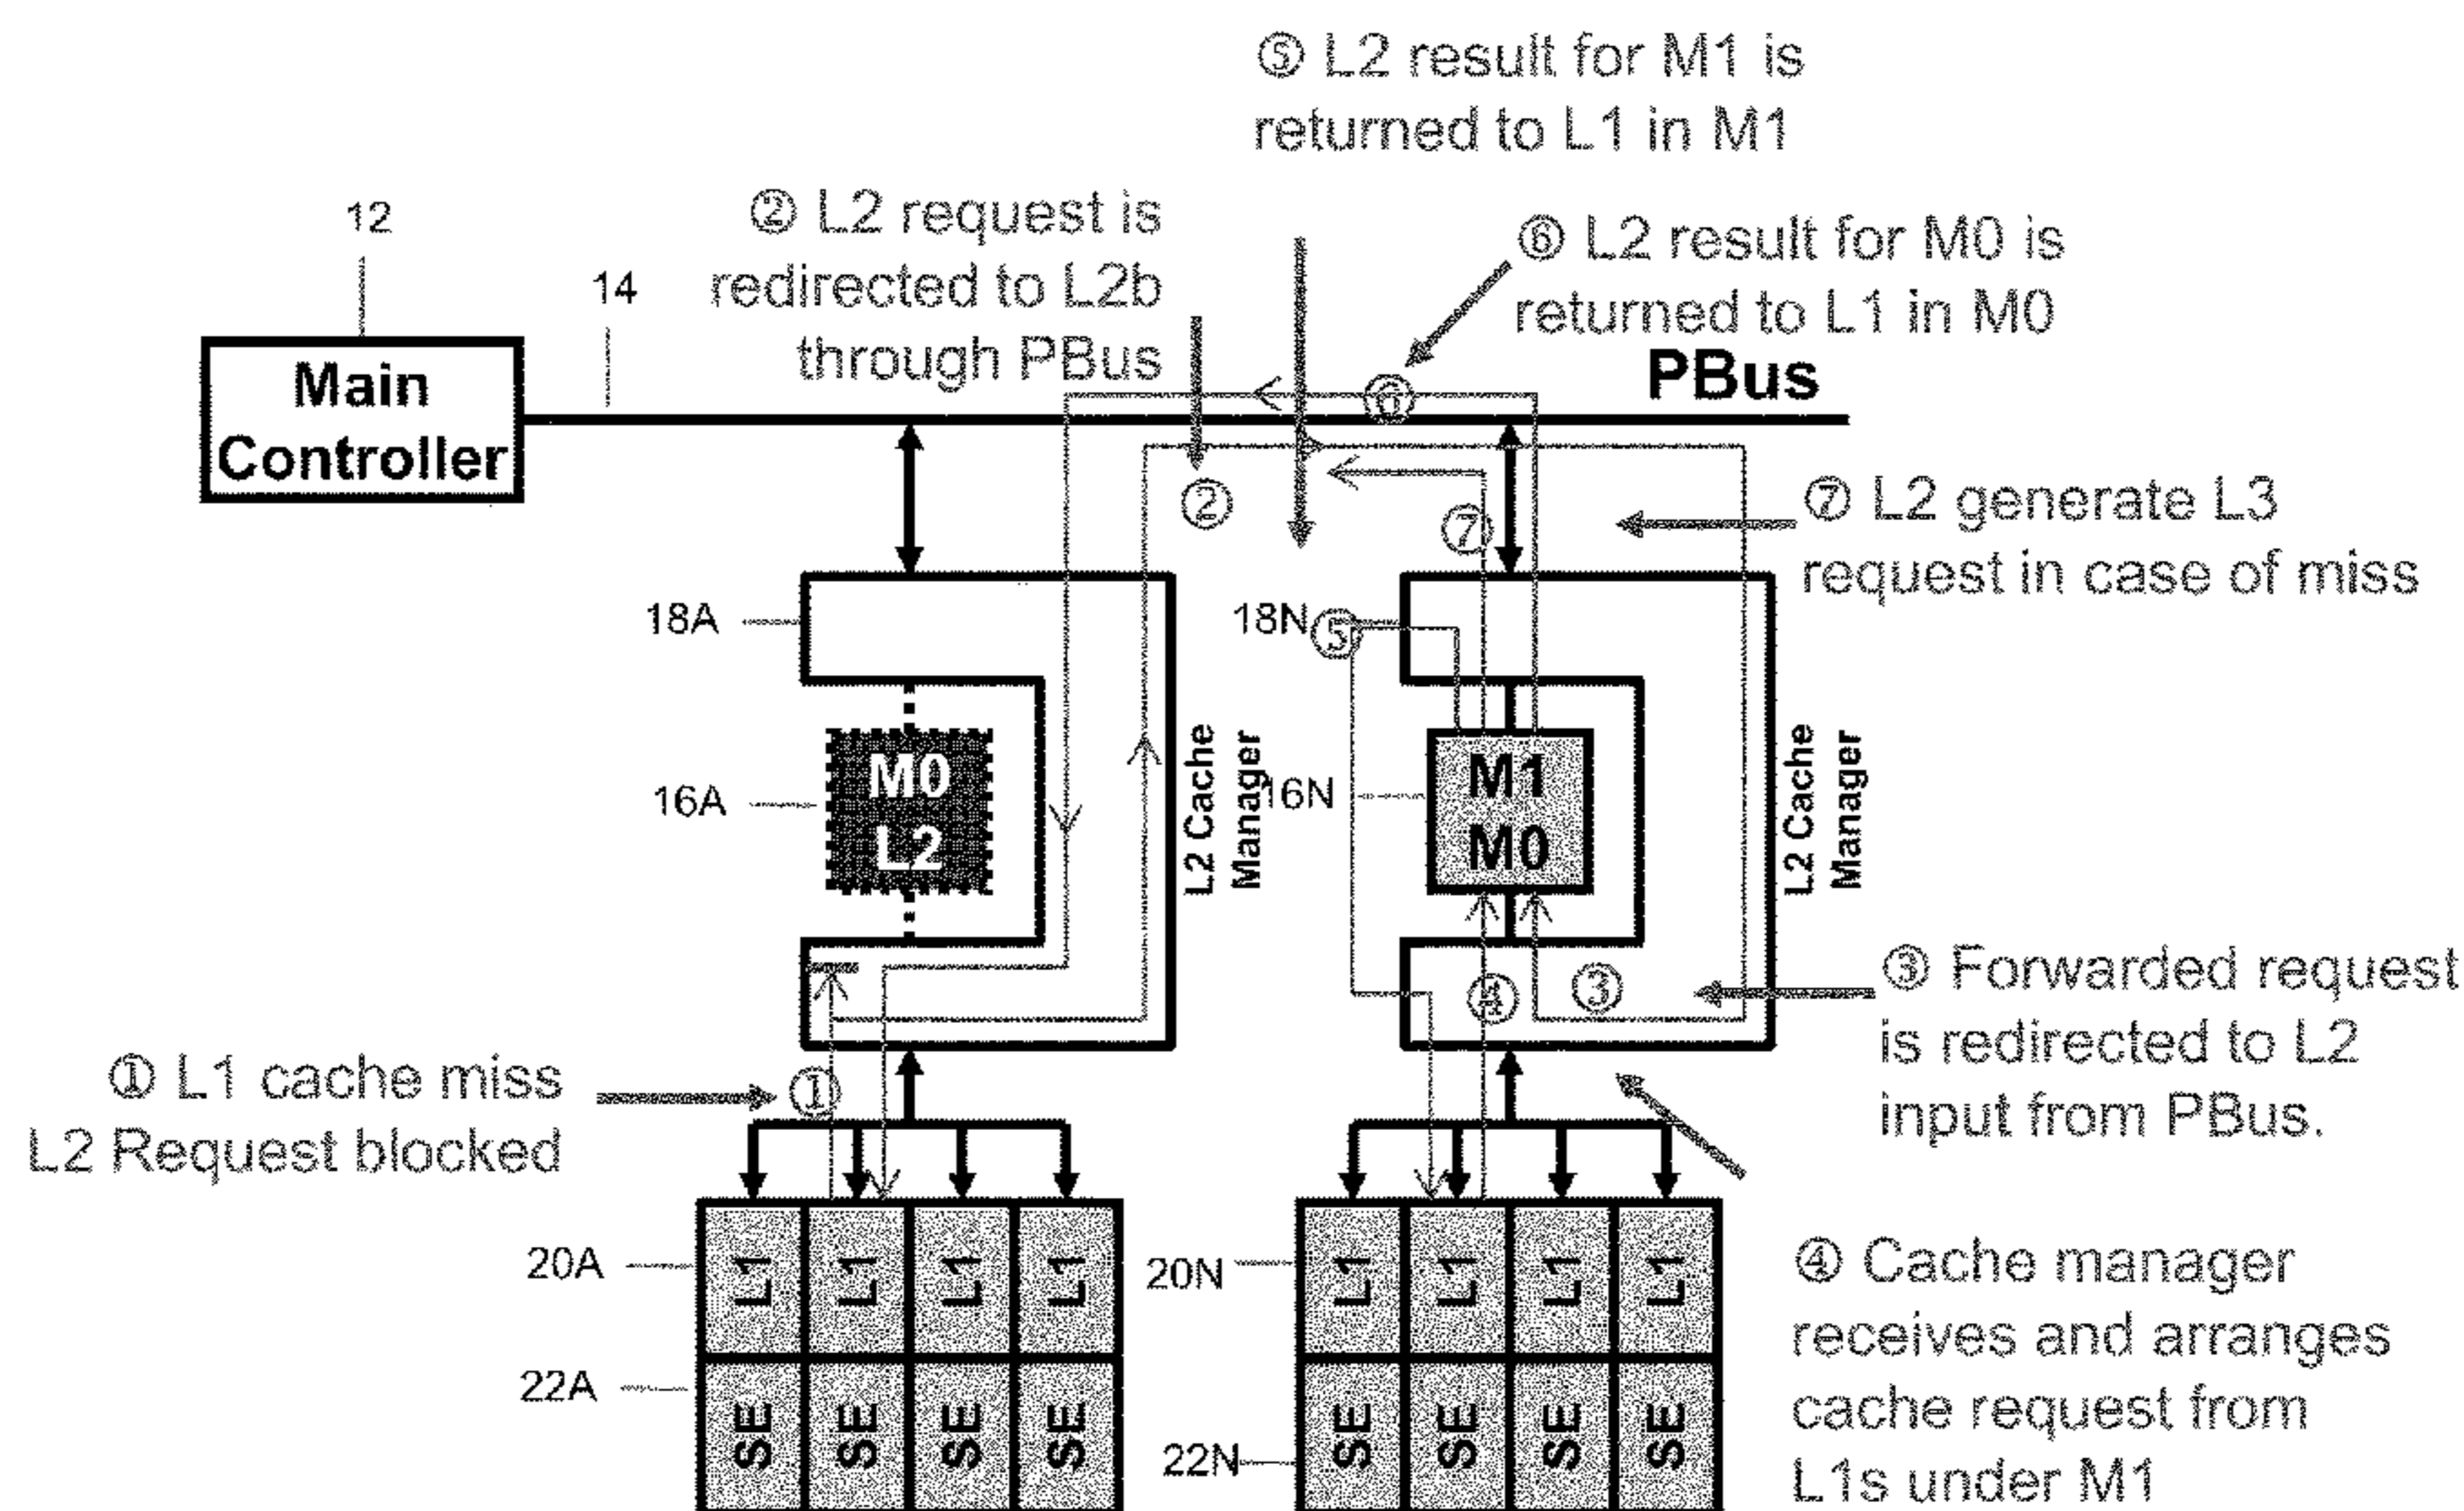 ⑤ L2 result for M1 is
returned to L1 in M1
12
② L2 request is
redirected to L2b
through PBus
14
⑥ L2 result for M0 is
returned to L1 in M0
PBus
Main
Controller
⑥
②
⑦
⑦ L2 generate L3
request in case of miss
18A
18N
⑤
M0
L2
16A
L2 Cache
Manager
16N
M1
M0
L2 Cache
Manager
④
③
③ Forwarded request
is redirected to L2
input from PBus.
① L1 cache miss
L2 Request blocked
①
20A
L1 L1 L1 L1
20N
L1 L1 L1 L1
④ Cache manager
receives and arranges
cache request from
L1s under M1
22A
SE SE SE SE
22N
SE SE SE SE